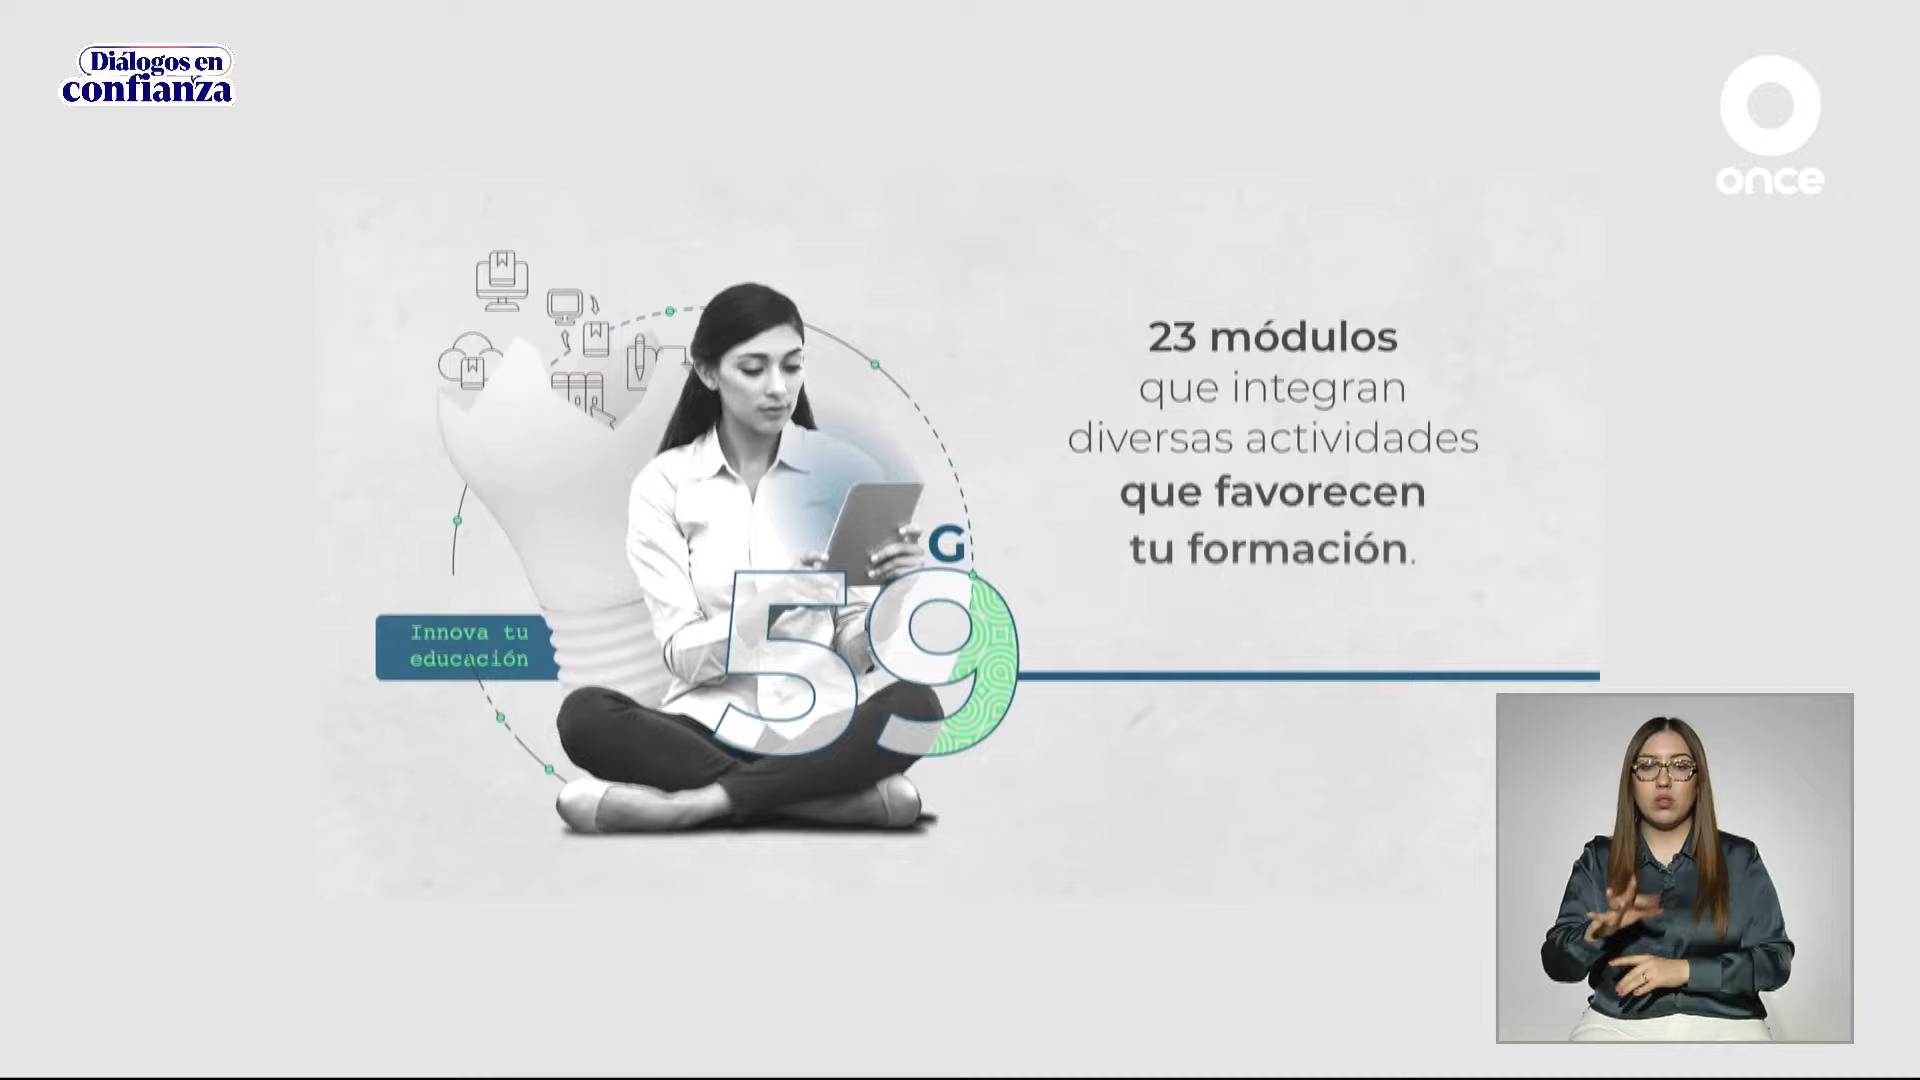 Diálogos en
confianza
once
23 módulos
que integran
diversas actividades
que favorecen
tu formación.
G
59
Innova tu
educación